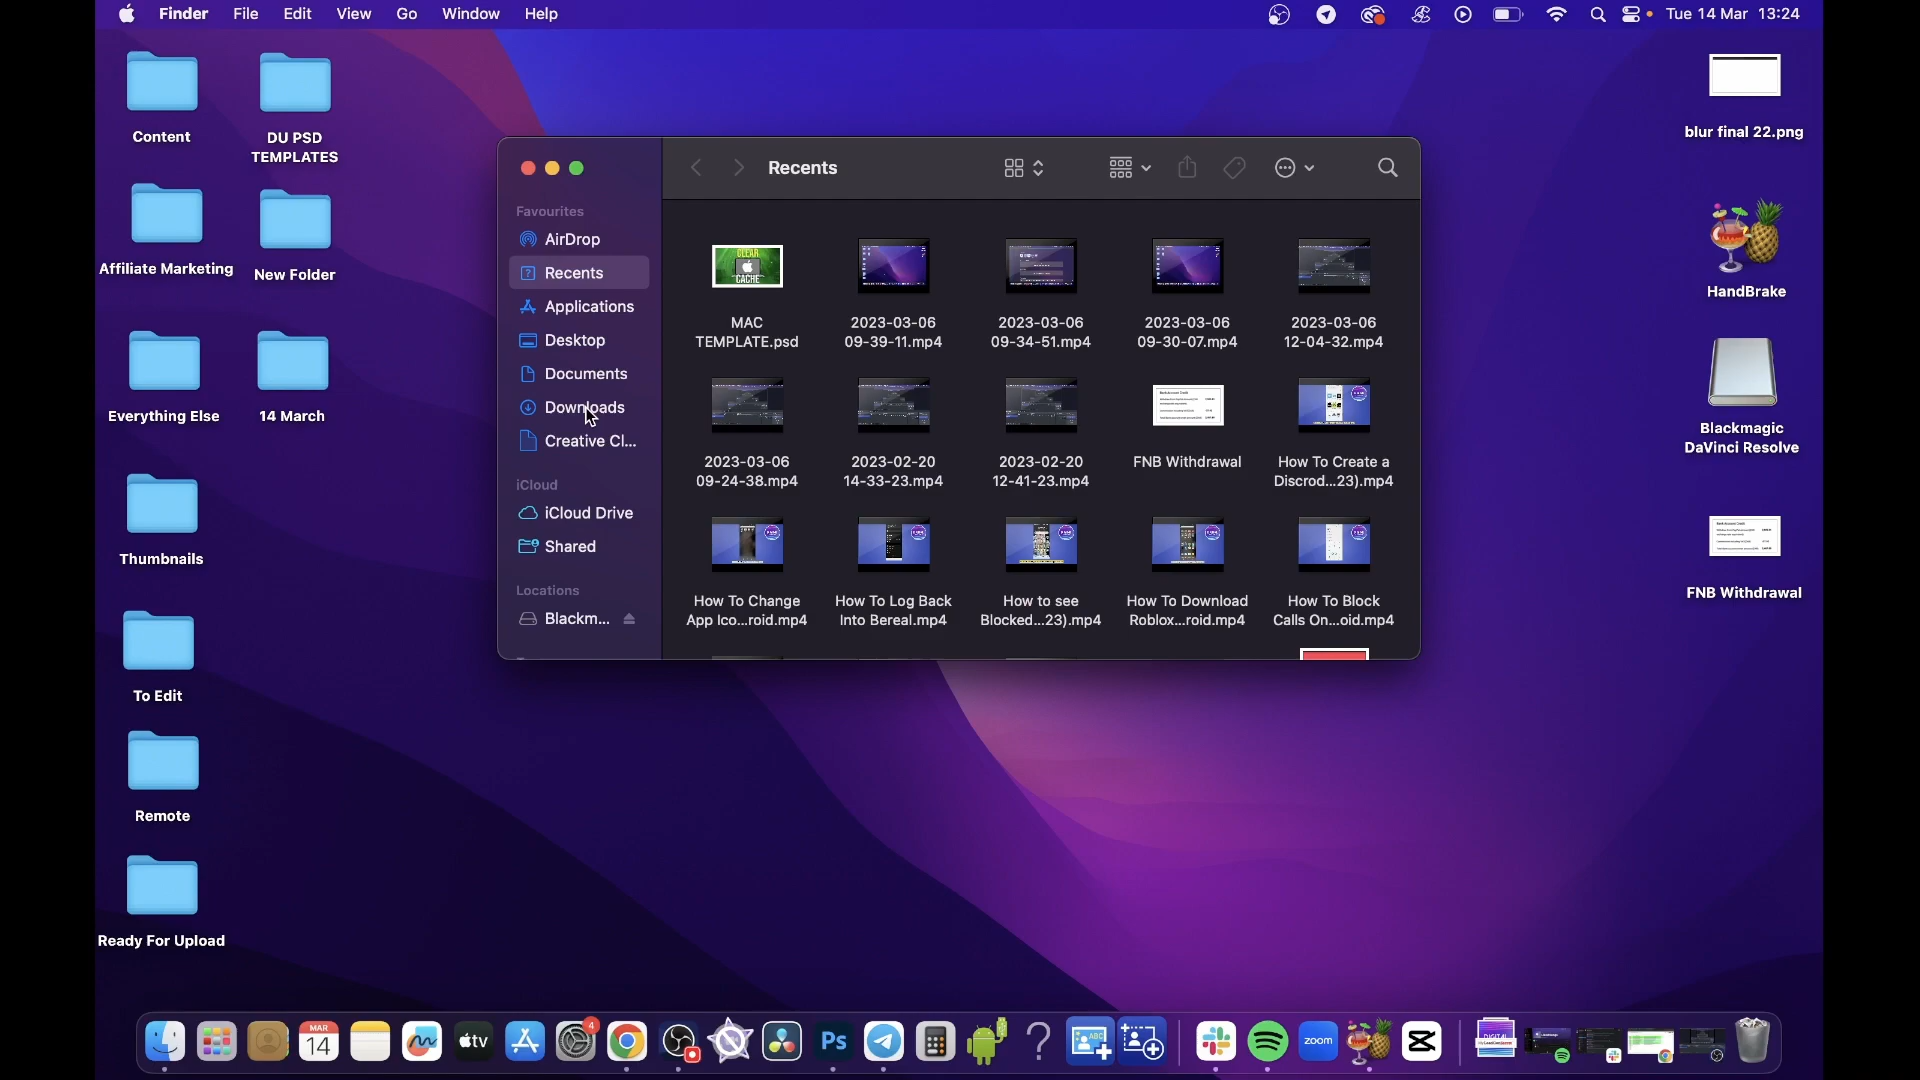 Finder File Edit View Go Window Help
Tue 14 Mar 13:24
Content
DU PSD
TEMPLATES
Affiliate Marketing
New Folder
Everything Else
14 March
Thumbnails
To Edit
Remote
Ready For Upload
Recents
Favourites
AirDrop
Recents
Applications
Desktop
Documents
Downloads
Creative Cl...
iCloud
iCloud Drive
Shared
Locations
Blackm...
CLEAR
CACHE
MAC
TEMPLATE.psd
2023-03-06
09-39-11.mp4
2023-03-06
09-34-51.mp4
2023-03-06
09-30-07.mp4
2023-03-06
12-04-32.mp4
2023-03-06
09-24-38.mp4
2023-02-20
14-33-23.mp4
2023-02-20
12-41-23.mp4
FNB Withdrawal
How To Create a
Discrod...23).mp4
How To Change
App Ico...roid.mp4
How To Log Back
Into Bereal.mp4
How to see
Blocked...23).mp4
How To Download
Roblox...roid.mp4
How To Block
Calls On...oid.mp4
blur final 22.png
HandBrake
Blackmagic
DaVinci Resolve
FNB Withdrawal
MAR
14
tv
4
Ps
ABC
zoom